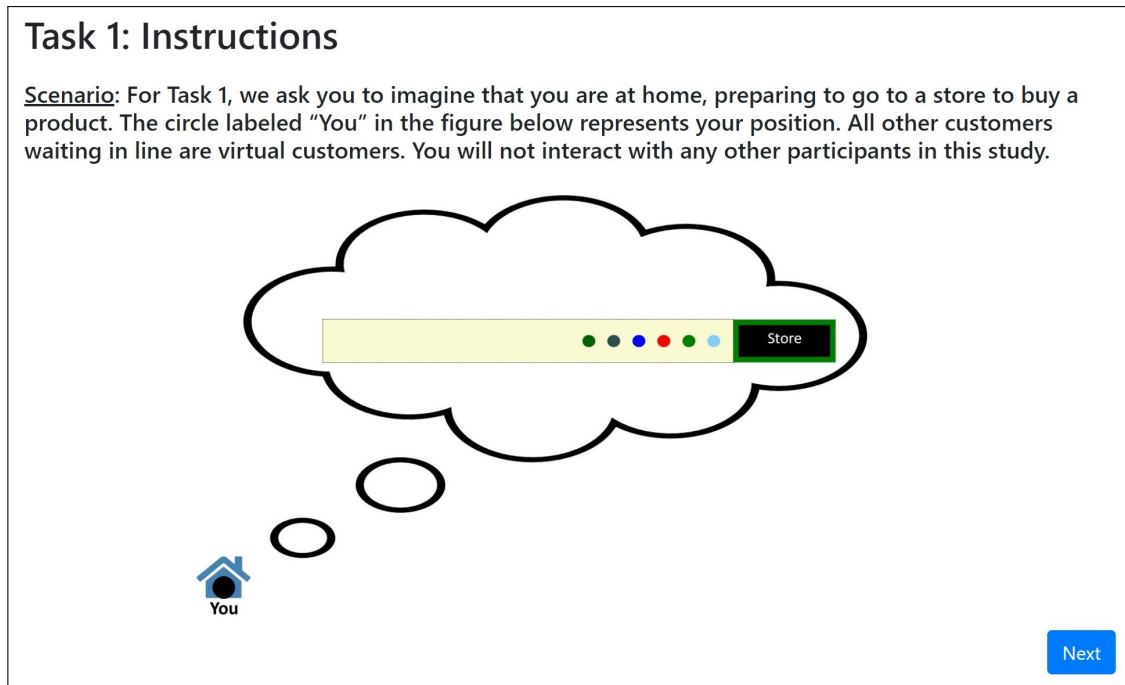 Task 1: Instructions
Scenario: For Task 1, we ask you to imagine that you are at home, preparing to go to a store to buy a
product. The circle labeled “You” in the figure below represents your position. All other customers
waiting in line are virtual customers. You will not interact with any other participants in this study.
Store
You
Next